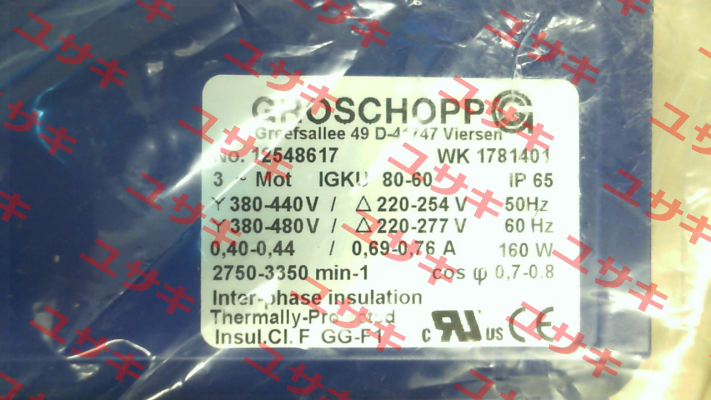 GROSCHOPP
Greefsallee 49 D-41747 Viersen
No. 12548617 WK 1781401
3 ~ Mot IGKU 80-60 IP 65
Y 380-440V / Δ 220-254 V 50Hz
Y 380-480V / Δ 220-277 V 60 Hz
0,40-0,44 / 0,69-0,76 A 160 W
2750-3350 min-1 cos φ 0,7-0.8
Inter-phase insulation
Thermally-Protected
Insul.Cl. F GG-F1
c RU us CE
ユサキ